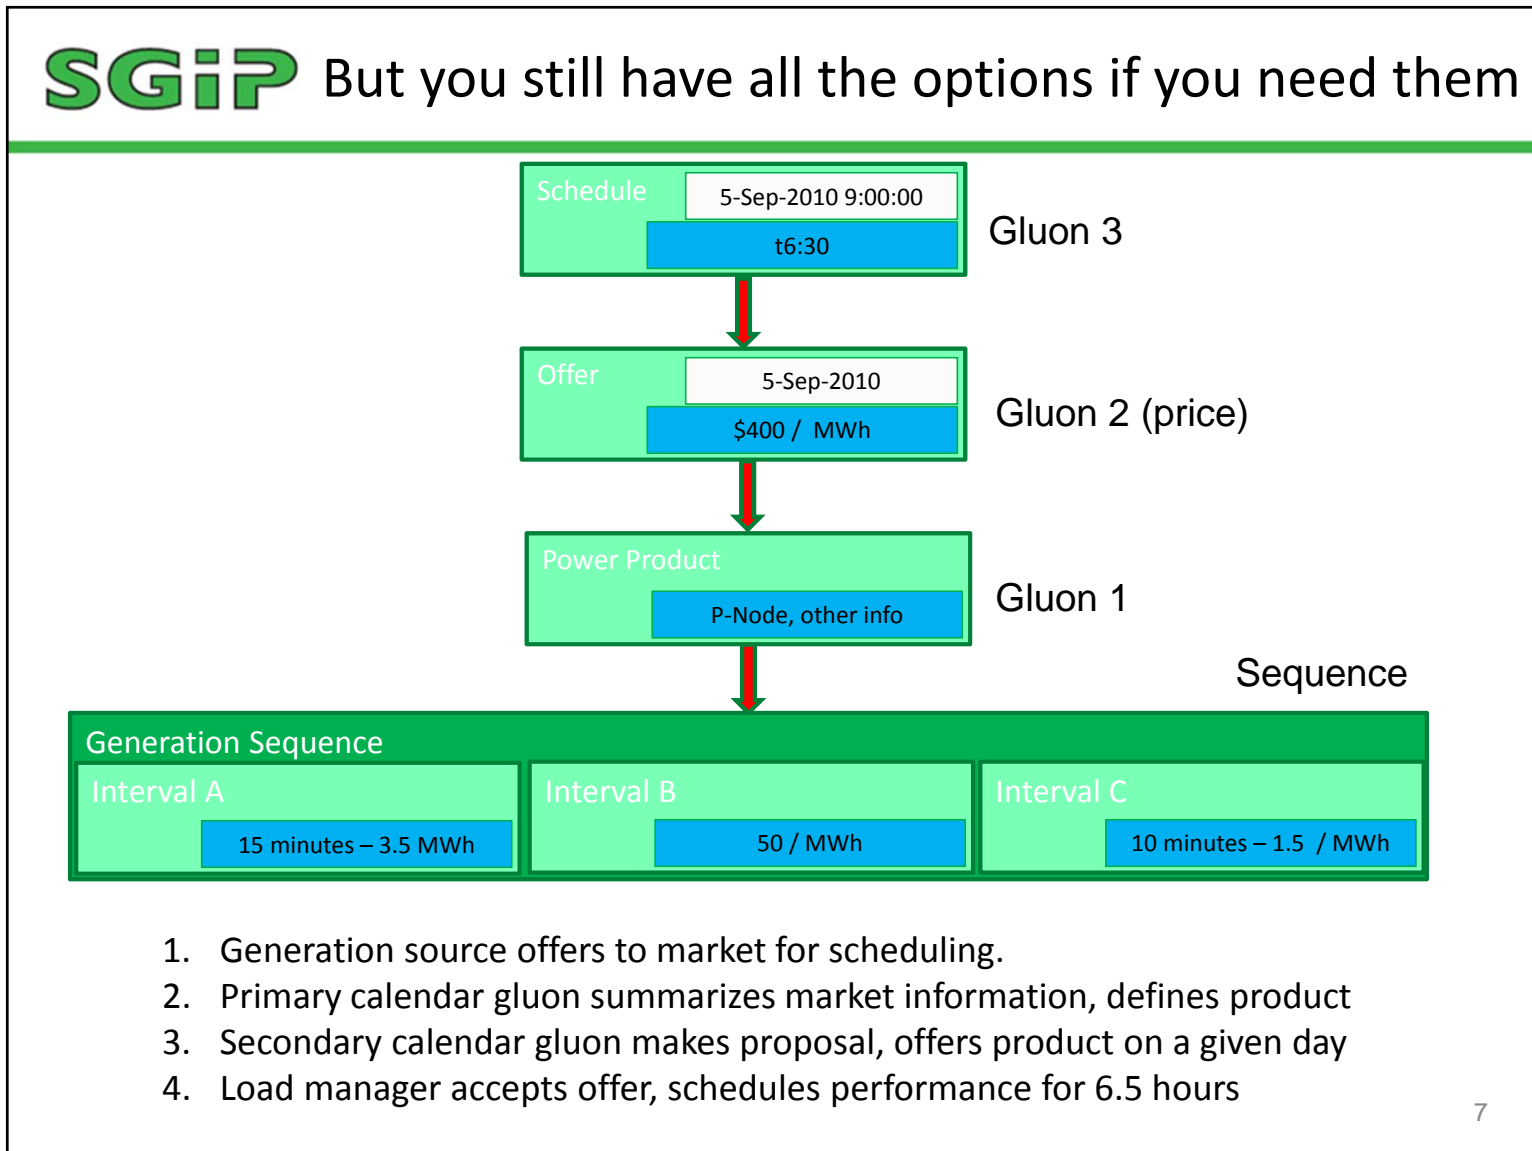 SGiP But you still have all the options if you need them
Schedule
5-Sep-2010 9:00:00
t6:30
Gluon 3
Offer
5-Sep-2010
$400 /  MWh
Gluon 2 (price)
Power Product
P-Node, other info
Gluon 1
Sequence
Generation Sequence
Interval A
15 minutes – 3.5 MWh
Interval B
50 / MWh
Interval C
10 minutes – 1.5  / MWh
1. Generation source offers to market for scheduling.
2. Primary calendar gluon summarizes market information, defines product
3. Secondary calendar gluon makes proposal, offers product on a given day
4. Load manager accepts offer, schedules performance for 6.5 hours
7